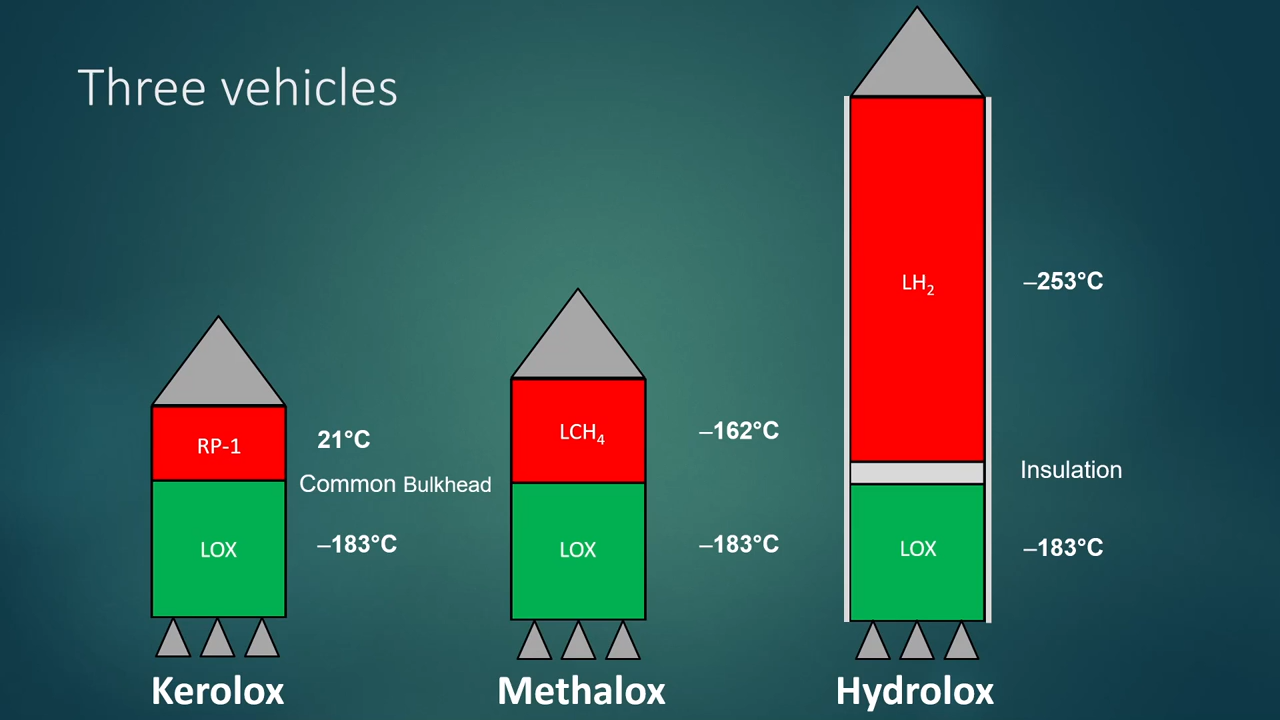 Three vehicles
RP-1
21°C
Common Bulkhead
LOX
–183°C
Kerolox
LCH₄
–162°C
LOX
–183°C
Methalox
LH₂
–253°C
Insulation
LOX
–183°C
Hydrolox